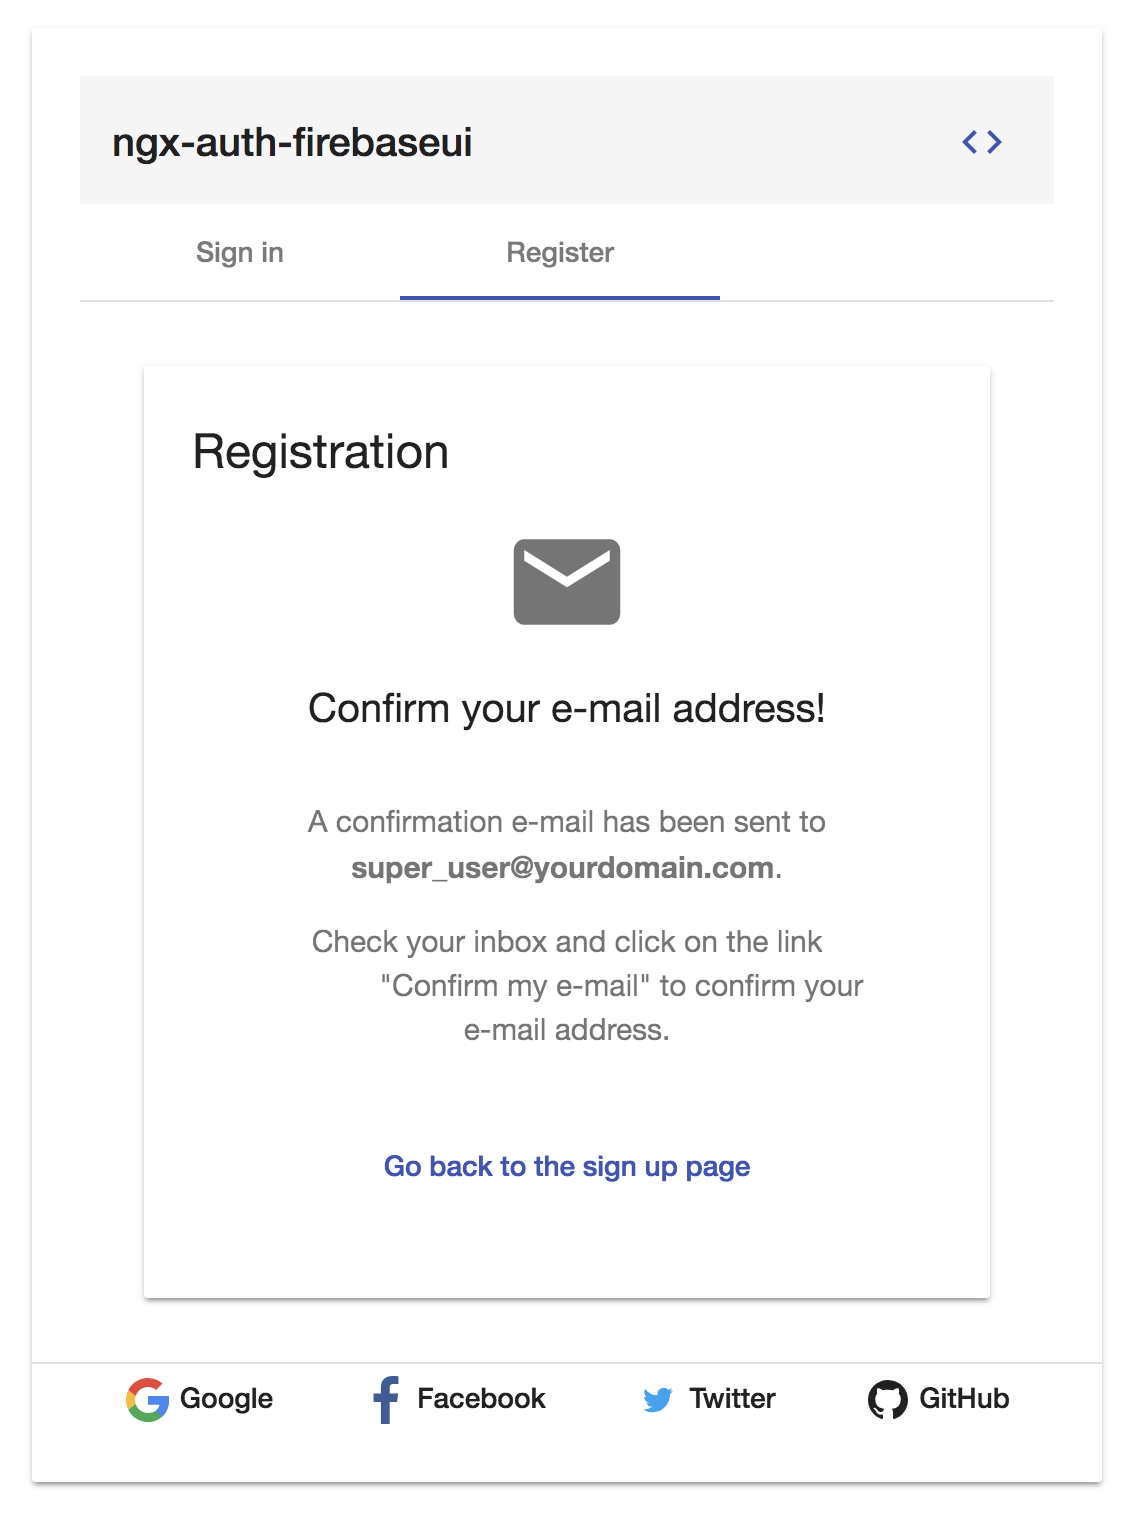 ngx-auth-firebaseui
Sign in
Register
Registration
Confirm your e-mail address!
A confirmation e-mail has been sent to
super_user@yourdomain.com.
Check your inbox and click on the link
"Confirm my e-mail" to confirm your
e-mail address.
Go back to the sign up page
Google
Facebook
Twitter
GitHub